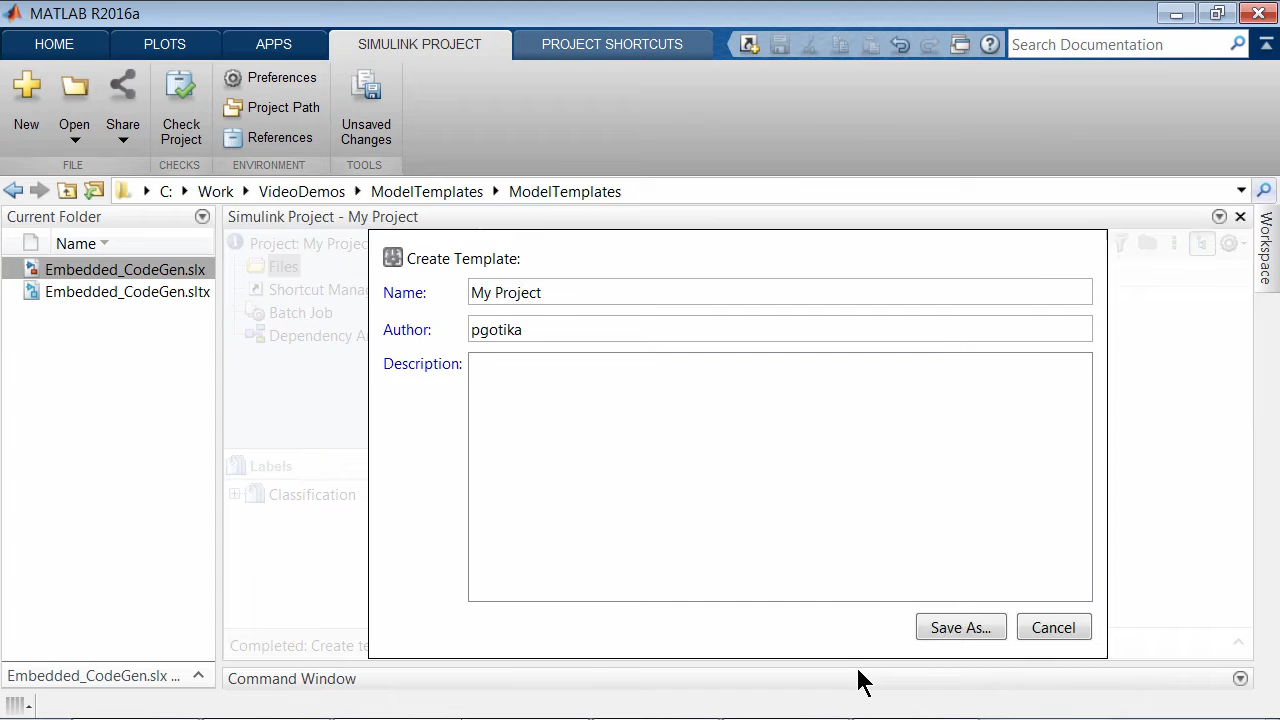 MATLAB R2016a
HOME PLOTS APPS SIMULINK PROJECT PROJECT SHORTCUTS Search Documentation
New Open Share Check Project Preferences Project Path References Unsaved Changes
FILE CHECKS ENVIRONMENT TOOLS
C: Work VideoDemos ModelTemplates ModelTemplates
Current Folder
Name
Embedded_CodeGen.slx
Embedded_CodeGen.sltx
Embedded_CodeGen.slx ...
Simulink Project - My Project
Project: My Projec
Files
Shortcut Mana
Batch Job
Dependency A
Labels
Classification
Completed: Create te
Create Template:
Name: My Project
Author: pgotika
Description:
Save As... Cancel
Command Window
Workspace